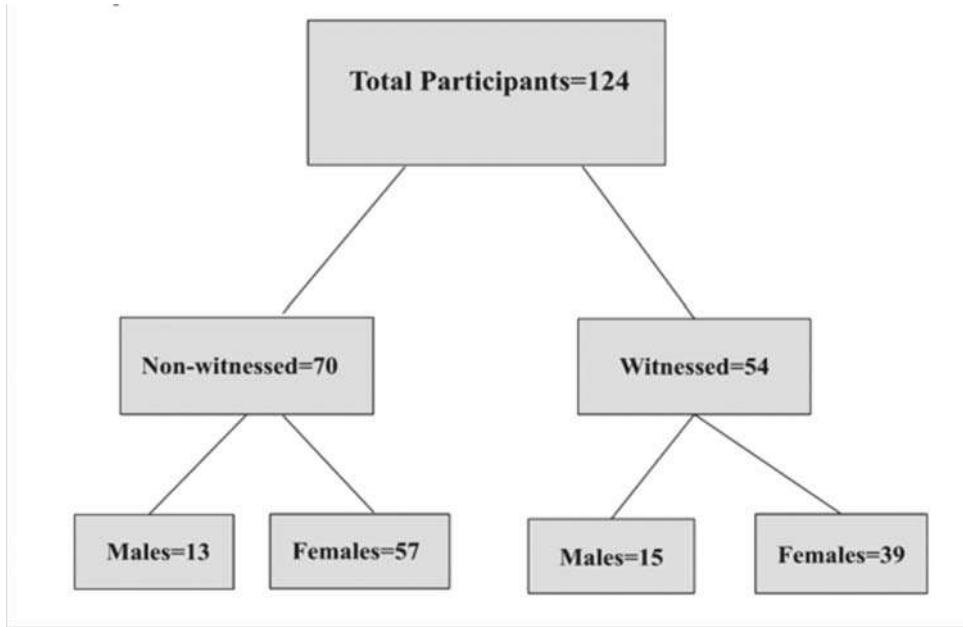 Total Participants=124
Non-witnessed=70
Witnessed=54
Males=13
Females=57
Males=15
Females=39